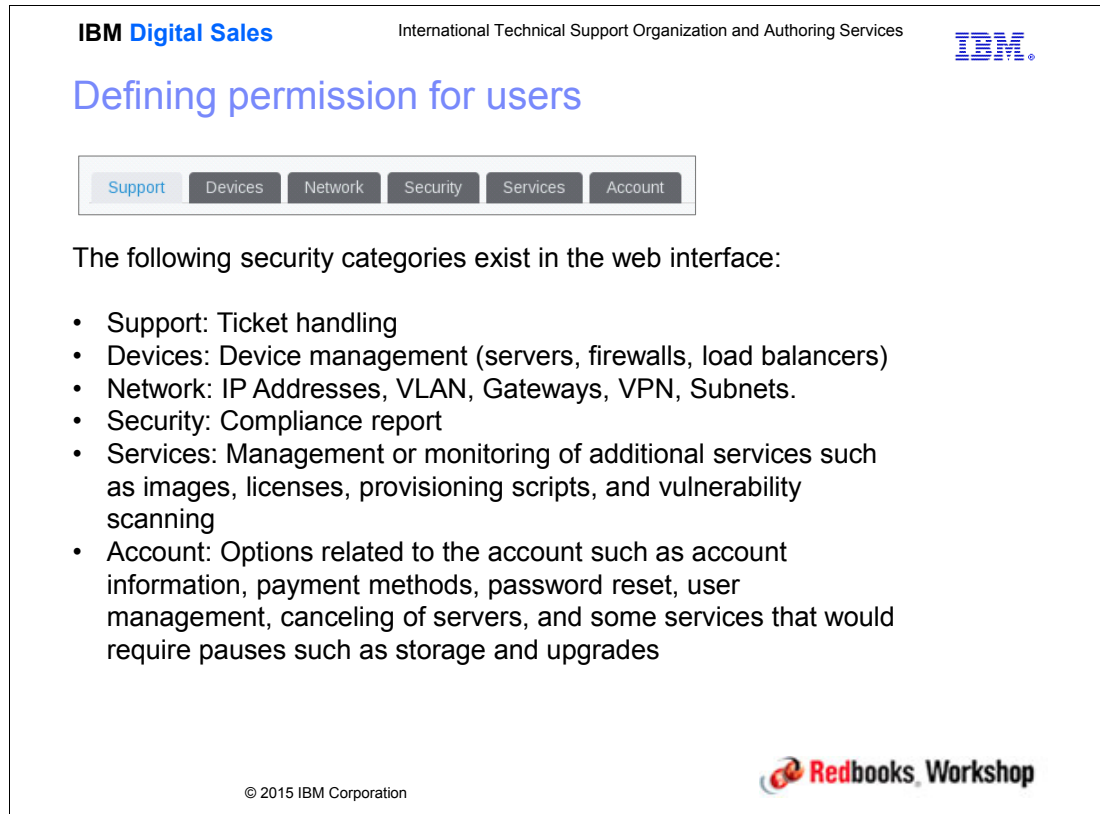 IBM Digital Sales
International Technical Support Organization and Authoring Services
IBM®
Defining permission for users
Support Devices Network Security Services Account
The following security categories exist in the web interface:
• Support: Ticket handling
• Devices: Device management (servers, firewalls, load balancers)
• Network: IP Addresses, VLAN, Gateways, VPN, Subnets.
• Security: Compliance report
• Services: Management or monitoring of additional services such
as images, licenses, provisioning scripts, and vulnerability
scanning
• Account: Options related to the account such as account
information, payment methods, password reset, user
management, canceling of servers, and some services that would
require pauses such as storage and upgrades
© 2015 IBM Corporation
Redbooks® Workshop